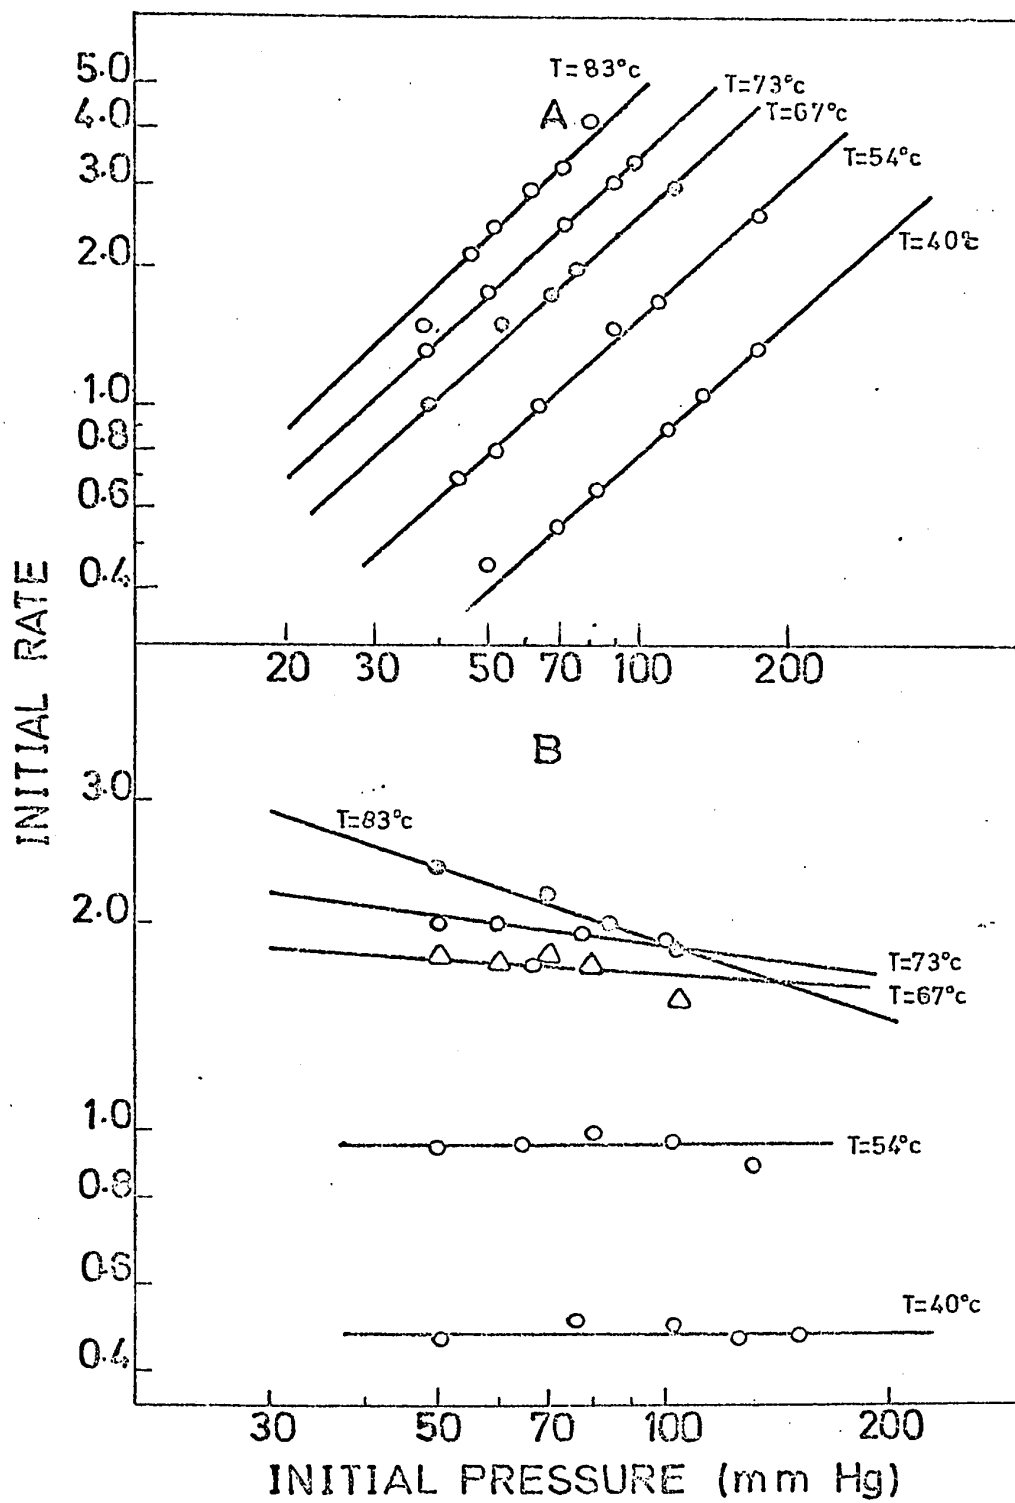 T=83°c
T=73°c
T=67°c
T=54°c
T=40°c
A
5.0
4.0
3.0
2.0
1.0
0.8
0.6
0.4
20 30 50 70 100 200
INITIAL RATE
B
3.0
2.0
1.0
0.8
0.6
0.4
T=83°c
T=73°c
T=67°c
T=54°c
T=40°c
30 50 70 100 200
INITIAL PRESSURE (mm Hg)